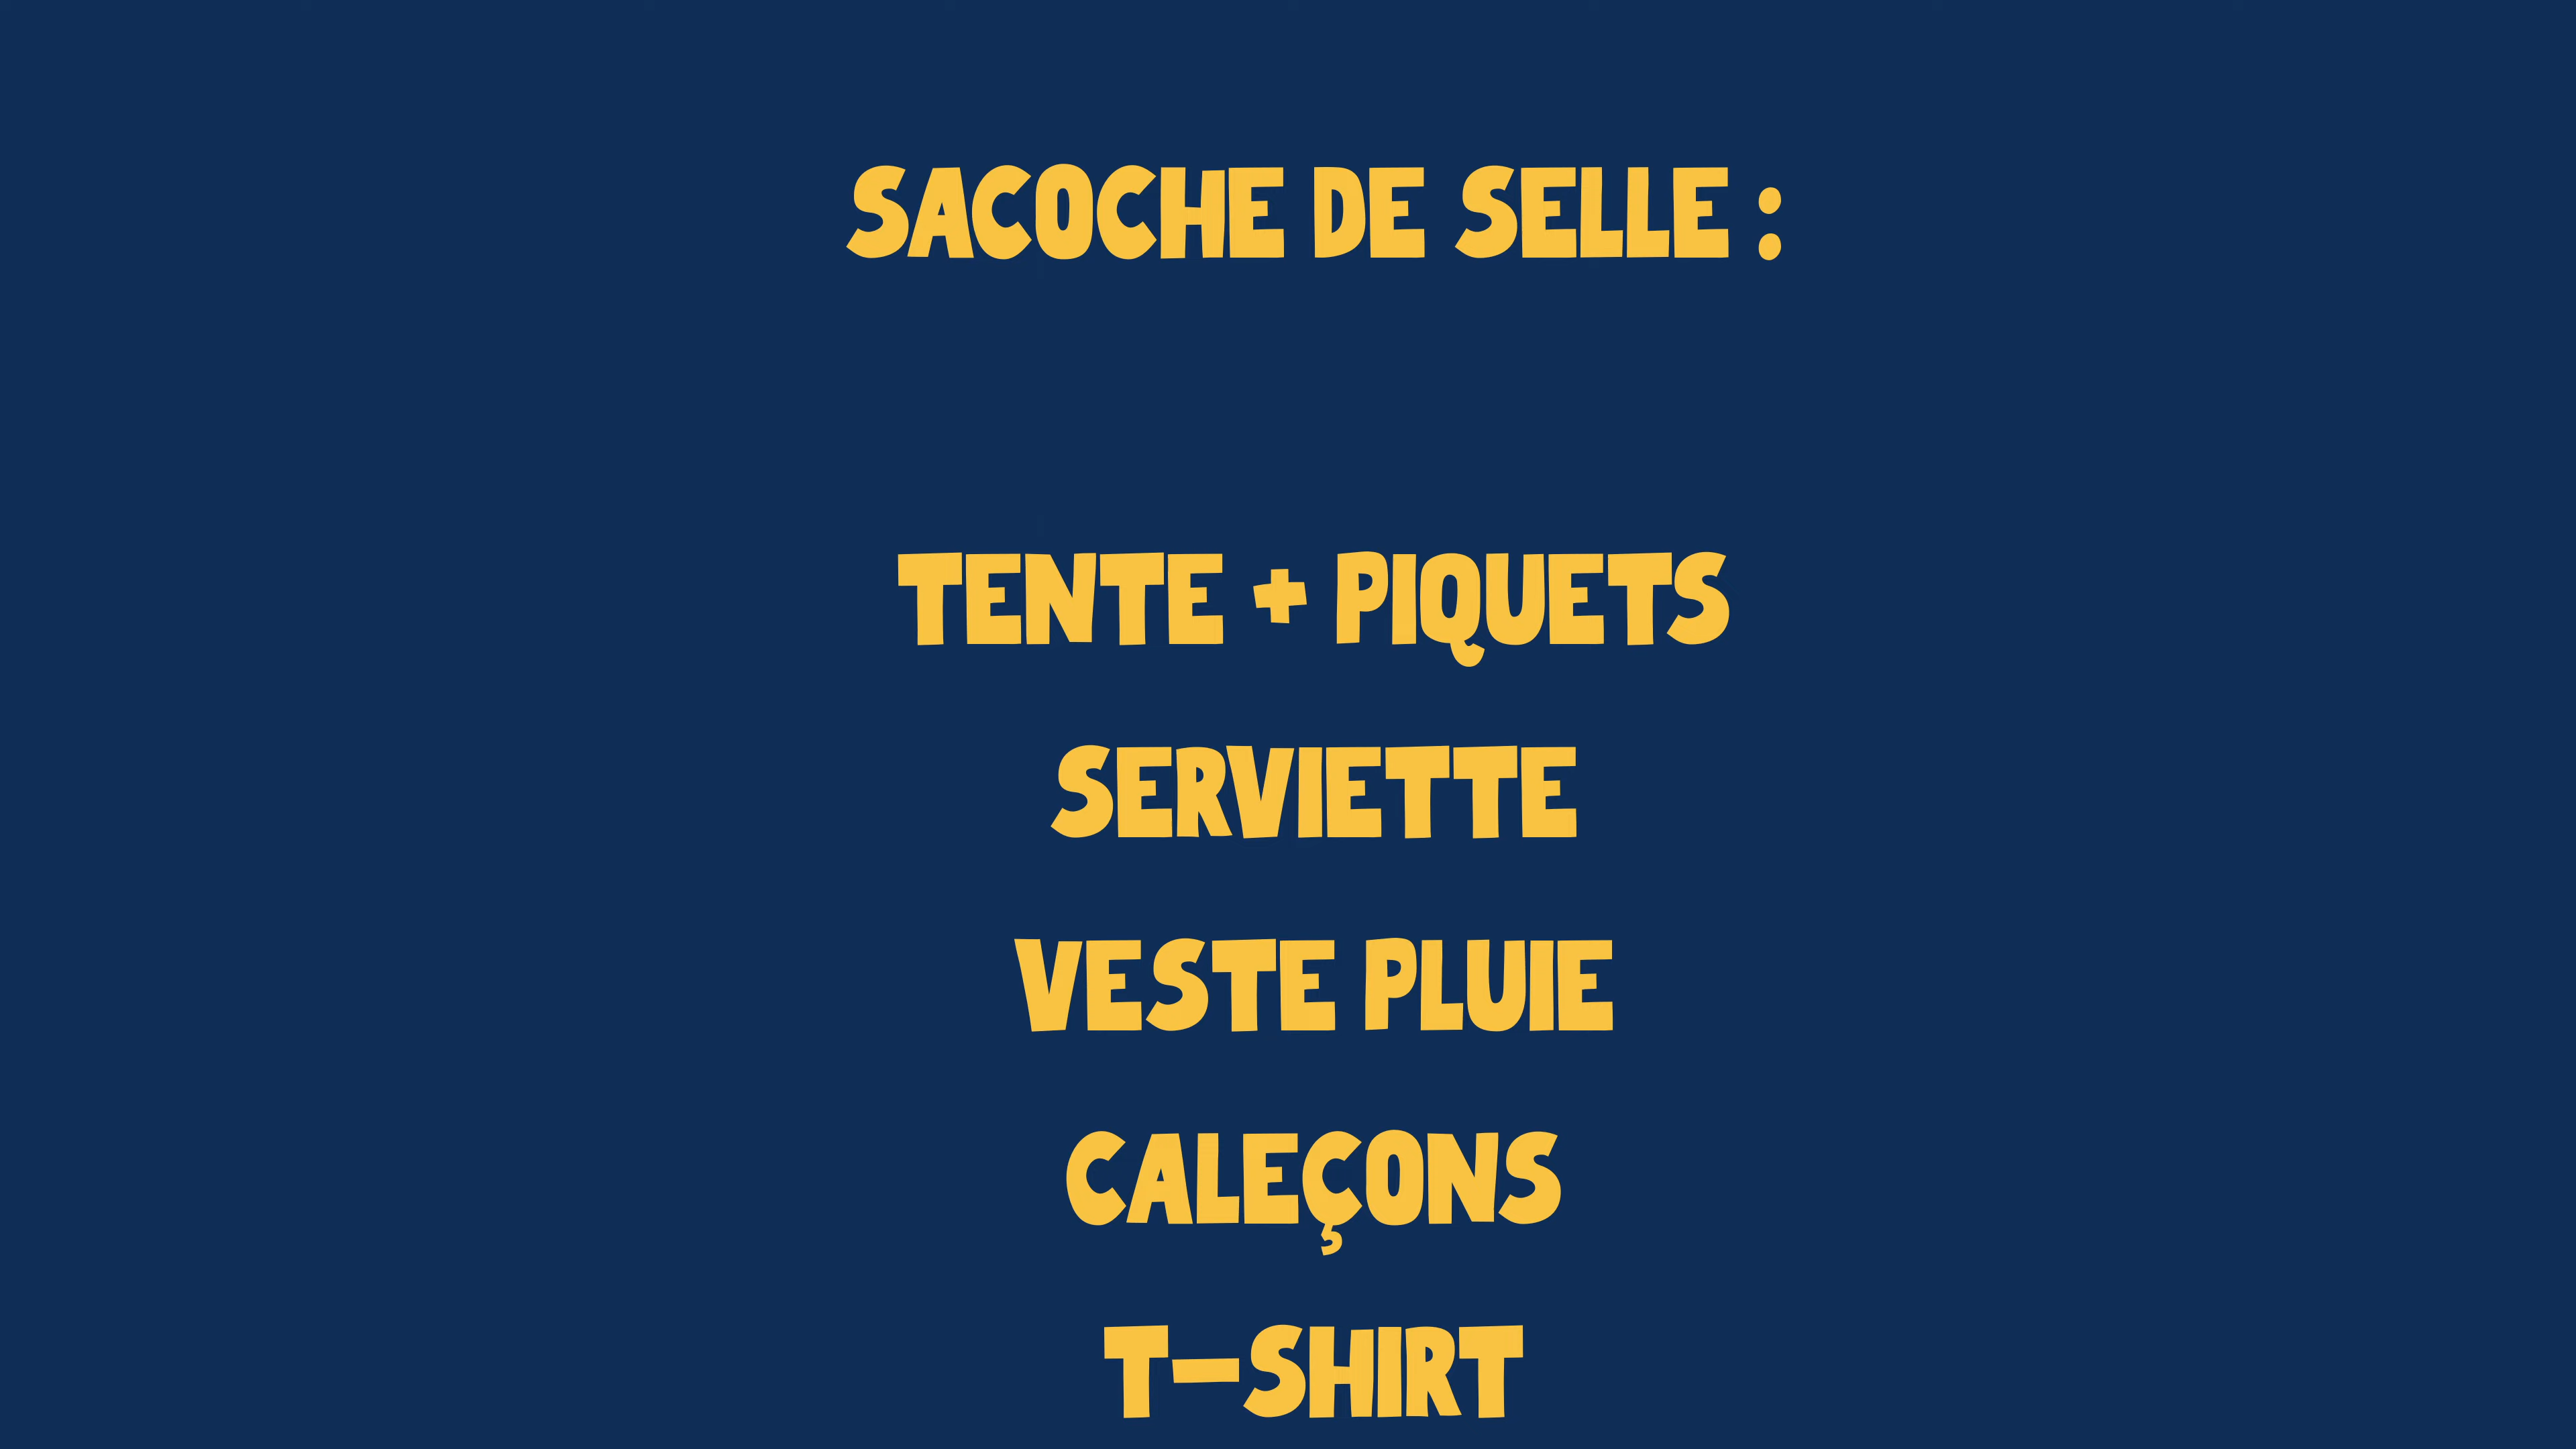 SACOCHE DE SELLE :
TENTE + PIQUETS
SERVIETTE
VESTE PLUIE
CALEÇONS
T-SHIRT